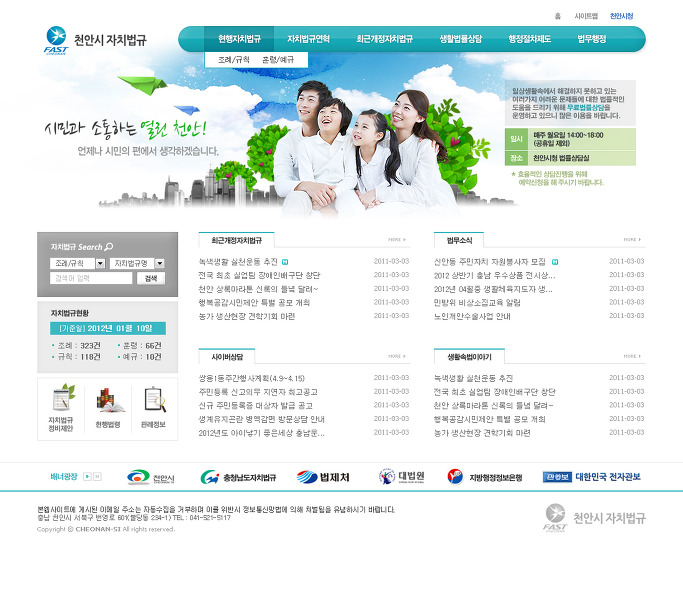 홈 사이트맵 천안시청
FAST
CHEONAN
천안시 자치법규
현행자치법규 자치법규연혁 최근개정자치법규 생활법률상담 행정절차제도 법무행정
조례/규칙 훈령/예규
시민과 소통하는 열린 천안!
언제나 시민의 편에서 생각하겠습니다.
일상생활속에서 해결하지 못하고 있는
여러가지 어려운 문제들에 대한 법률적인
도움을 드리기 위해 무료법률상담을
운영하고 있으니 많은 이용을 바랍니다.
일시 매주 월요일 14:00~18:00
(공휴일 제외)
장소 천안시청 법률상담실
* 효율적인 상담진행을 위해
예약신청을 해 주시기 바랍니다.
자치법규 Search
조례/규칙 자치법규명
검색어 입력 검색
자치법규현황
[기준일] 2012년 01월 10일
조례 : 323건 훈령 : 66건
규칙 : 118건 예규 : 10건
자치법규
정비제안
현행법령
판례정보
최근개정자치법규 MORE
녹색생활 실천운동 추진 N 2011-03-03
전국 최초 실업팀 장애인배구단 창단 2011-03-03
천안 상록마라톤 신록의 들녘 달려~ 2011-03-03
행복공감시민제안 특별 공모 개최 2011-03-03
농가 생산현장 견학기회 마련 2011-03-03
법무소식 MORE
신안동 주민자치 자원봉사자 모집 N 2011-03-03
2012 상반기 충남 우수상품 전시상... 2011-03-03
2012년 04월중 생활체육지도자 생... 2011-03-03
민방위 비상소집교육 알림 2011-03-03
노인개안수술사업 안내 2011-03-03
사이버상담 MORE
쌍용1동주간행사계획(4.9~4.15) 2011-03-03
주민등록 신고의무 지연자 최고공고 2011-03-03
신규 주민등록증 대상자 발급 공고 2011-03-03
생계유지곤란 병역감면 방문상담 안내 2011-03-03
2012년도 아이낳기 좋은세상 충남운... 2011-03-03
생활속법이야기 MORE
녹색생활 실천운동 추진 2011-03-03
전국 최초 실업팀 장애인배구단 창단 2011-03-03
천안 상록마라톤 신록의 들녘 달려~ 2011-03-03
행복공감시민제안 특별 공모 개최 2011-03-03
농가 생산현장 견학기회 마련 2011-03-03
배너광장 천안시 충청남도자치법규 법제처 대법원 지방행정정보은행 관보 대한민국 전자관보
본웹사이트에 게시된 이메일 주소는 자동수집을 거부하며 이를 위반시 정보통신망법에 의해 처벌됨을 유념하시기 바랍니다.
충남 천안시 서북구 번영로 601(불당동 234-1) TEL : 041-521-5117
Copyright @ CHEONAN-SI All rights reserved.
FAST
CHEONAN
천안시 자치법규